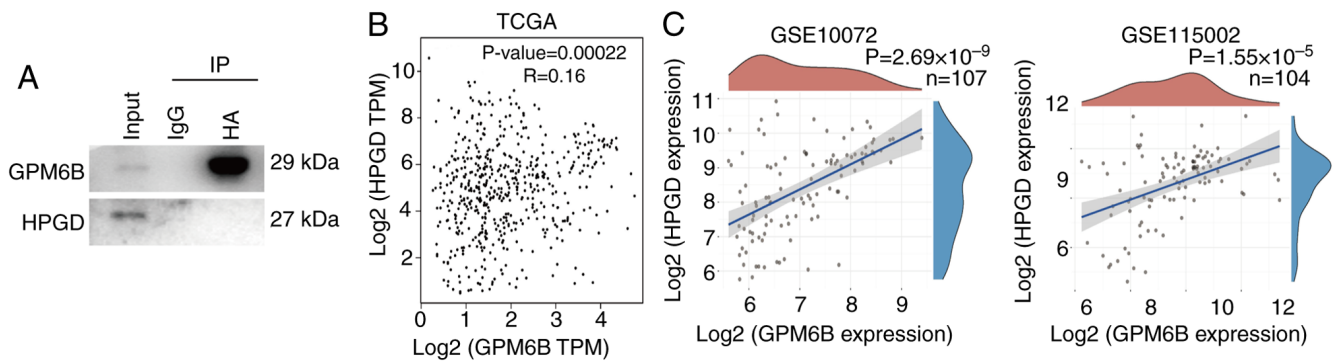 A
IP
Input
IgG
HA
GPM6B
29 kDa
HPGD
27 kDa
B
TCGA
P-value=0.00022
R=0.16
Log2 (HPGD TPM)
10
8
6
4
2
0 1 2 3 4
Log2 (GPM6B TPM)
C
GSE10072
P=2.69×10⁻⁹
n=107
Log2 (HPGD expression)
11
10
9
8
7
6
6 7 8 9
Log2 (GPM6B expression)
GSE115002
P=1.55×10⁻⁵
n=104
Log2 (HPGD expression)
12
9
6
6 8 10 12
Log2 (GPM6B expression)